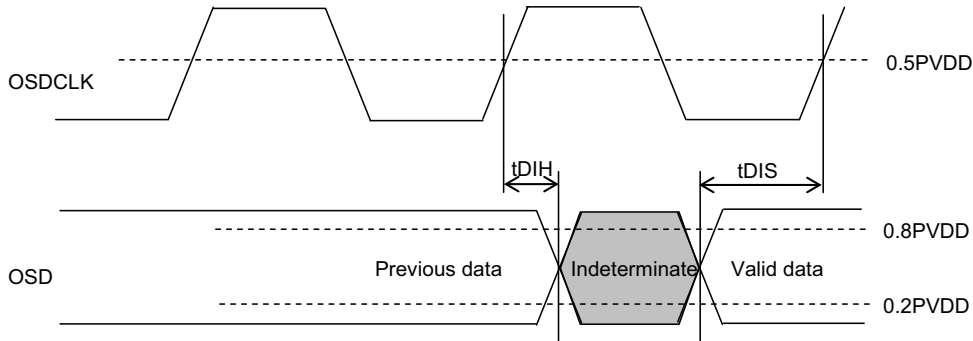 0.5PVDD
OSDCLK
tDIH
tDIS
0.8PVDD
OSD
Previous data
Indeterminate
Valid data
0.2PVDD